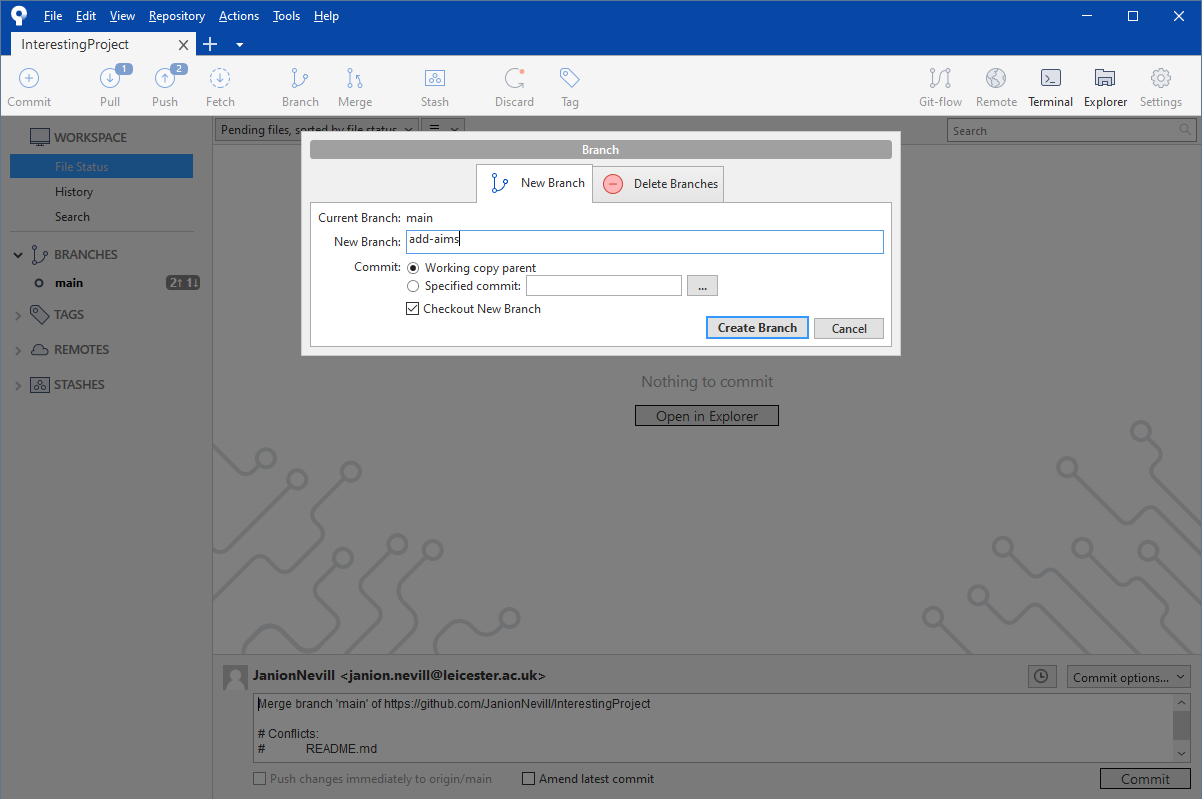 File Edit View Repository Actions Tools Help
InterestingProject
1 2
Commit Pull Push Fetch Branch Merge Stash Discard Tag Git-flow Remote Terminal Explorer Settings
WORKSPACE
File Status
History
Search
BRANCHES
main 2↑ 1↓
TAGS
REMOTES
STASHES
Pending files, sorted by file status
Search
Branch
New Branch Delete Branches
Current Branch: main
New Branch: add-aims
Commit: Working copy parent
Specified commit: ...
Checkout New Branch
Create Branch Cancel
Nothing to commit
Open in Explorer
JanionNevill <janion.nevill@leicester.ac.uk>
Commit options...
Merge branch 'main' of https://github.com/JanionNevill/InterestingProject
# Conflicts:
# README.md
Push changes immediately to origin/main Amend latest commit
Commit